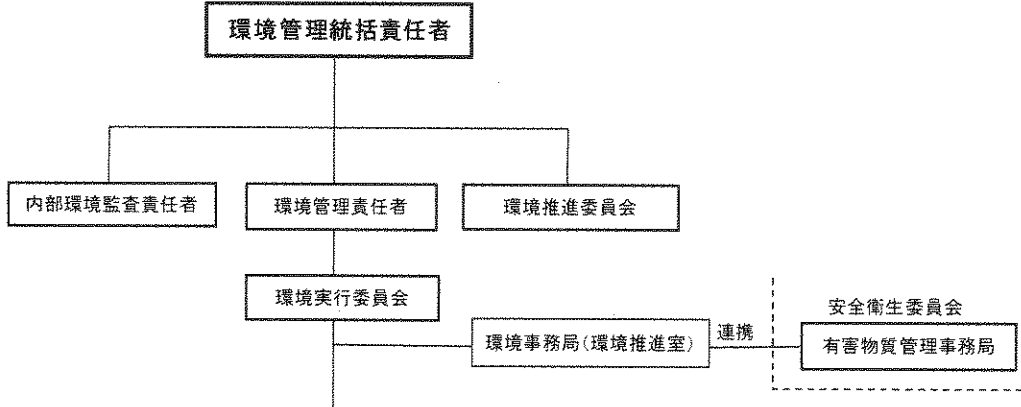 環境管理統括責任者
内部環境監査責任者
環境管理責任者
環境推進委員会
環境実行委員会
安全衛生委員会
環境事務局(環境推進室)
連携
有害物質管理事務局